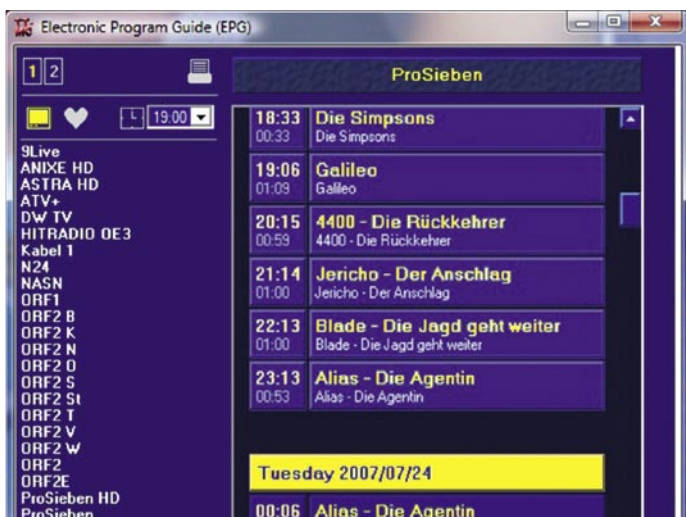 Electronic Program Guide (EPG)
1 2
ProSieben
19:00
9Live
ANIXE HD
ASTRA HD
ATV+
DW TV
HITRADIO OE3
Kabel 1
N24
NASN
ORF1
ORF2 B
ORF2 K
ORF2 N
ORF2 O
ORF2 S
ORF2 St
ORF2 T
ORF2 V
ORF2 W
ORF2
ORF2E
ProSieben HD
ProSieben
18:33 Die Simpsons
00:33 Die Simpsons
19:06 Galileo
01:09 Galileo
20:15 4400 - Die Rückkehrer
00:59 4400 - Die Rückkehrer
21:14 Jericho - Der Anschlag
01:00 Jericho - Der Anschlag
22:13 Blade - Die Jagd geht weiter
01:00 Blade - Die Jagd geht weiter
23:13 Alias - Die Agentin
00:53 Alias - Die Agentin
Tuesday 2007/07/24
00:06 Alias - Die Agentin